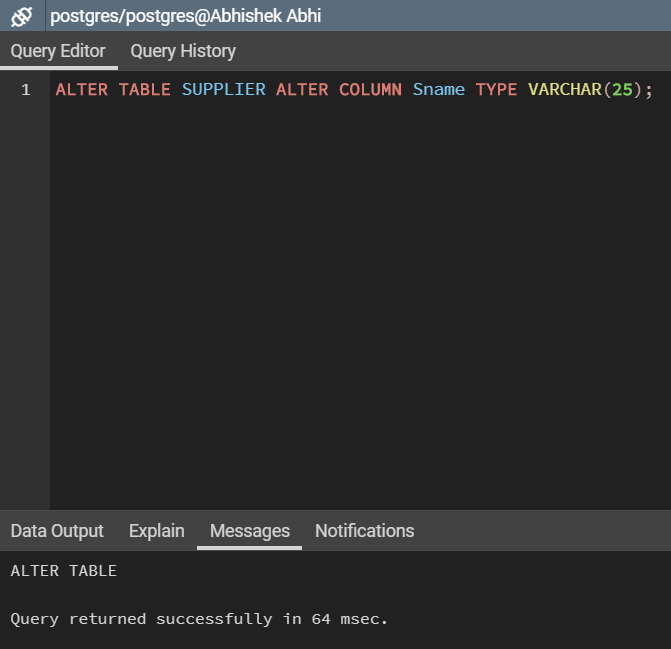 postgres/postgres@Abhishek Abhi
Query Editor Query History
1 ALTER TABLE SUPPLIER ALTER COLUMN Sname TYPE VARCHAR(25);
Data Output Explain Messages Notifications
ALTER TABLE
Query returned successfully in 64 msec.